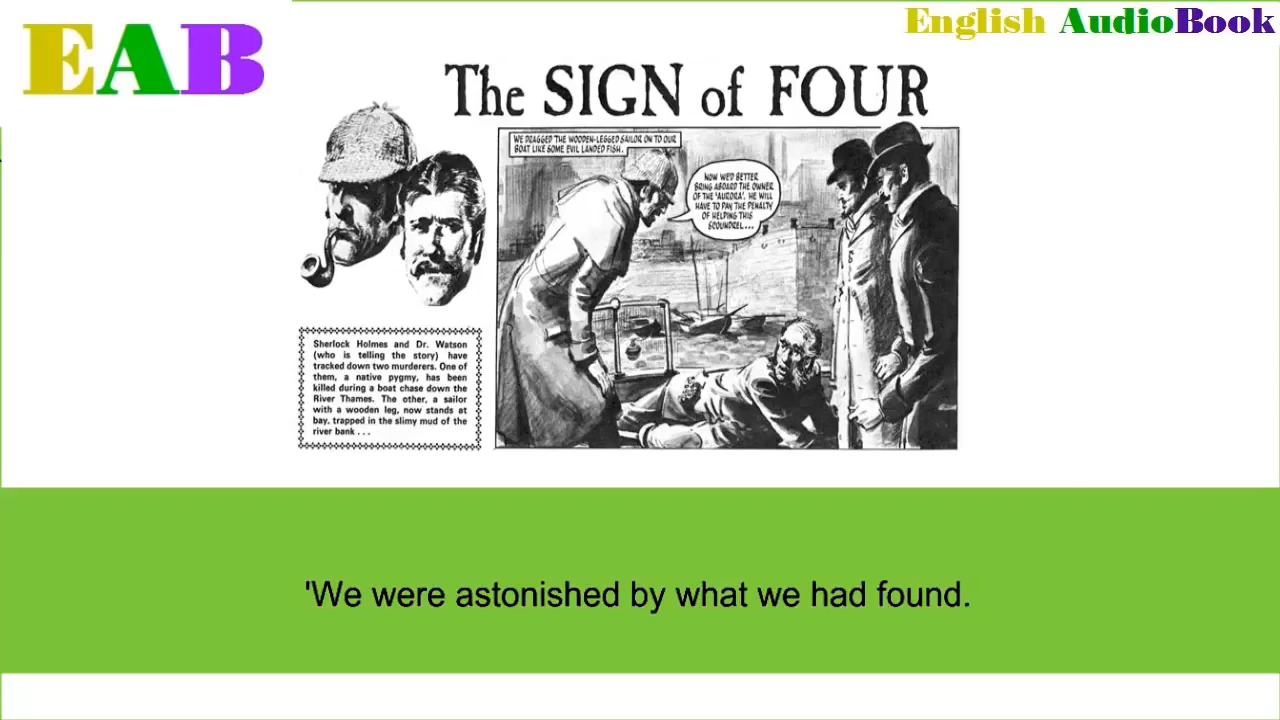 EAB
English AudioBook
The SIGN of FOUR
WE DRAGGED THE WOODEN-LEGGED SAILOR ON TO OUR
BOAT LIKE SOME EVIL LANDED FISH.
NOW WE'D BETTER
BRING ABOARD THE OWNER
OF THE 'AURORA'. HE WILL
HAVE TO PAY THE PENALTY
OF HELPING THIS
SCOUNDREL...
Sherlock Holmes and Dr. Watson
(who is telling the story) have
tracked down two murderers. One of
them, a native pygmy, has been
killed during a boat chase down the
River Thames. The other, a sailor
with a wooden leg, now stands at
bay, trapped in the slimy mud of the
river bank . . .
'We were astonished by what we had found.